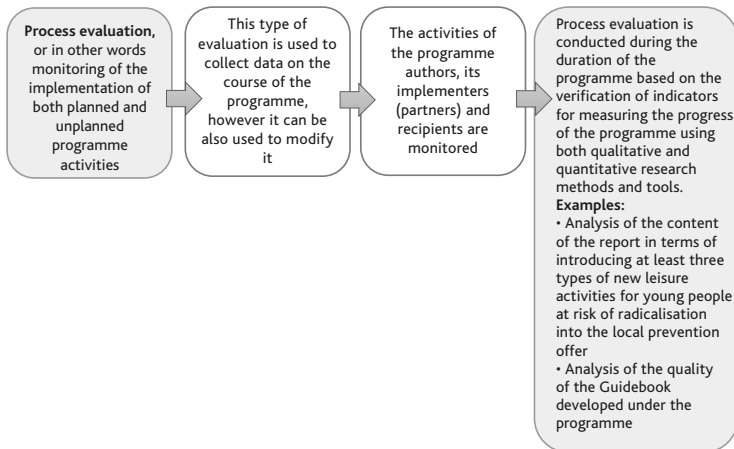 Process evaluation,
or in other words
monitoring of the
implementation of
both planned and
unplanned
programme
activities
This type of
evaluation is used to
collect data on the
course of the
programme,
however it can be
also used to modify
it
The activities of
the programme
authors, its
implementers
(partners) and
recipients are
monitored
Process evaluation is
conducted during the
duration of the
programme based on the
verification of indicators
for measuring the progress
of the programme using
both qualitative and
quantitative research
methods and tools.
Examples:
• Analysis of the content
of the report in terms of
introducing at least three
types of new leisure
activities for young people
at risk of radicalisation
into the local prevention
offer
• Analysis of the quality
of the Guidebook
developed under the
programme